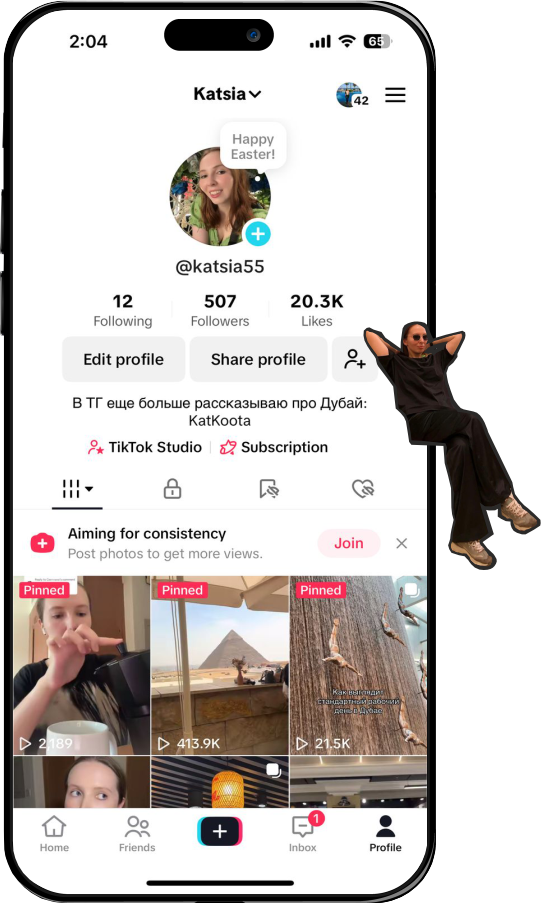 2:04
65
Katsia
42
Happy
Easter!
@katsia55
12 507 20.3K
Following Followers Likes
Edit profile Share profile
В ТГ еще больше рассказываю про Дубай:
KatKoota
TikTok Studio Subscription
Aiming for consistency
Post photos to get more views.
Join
Pinned Pinned Pinned
Как выглядит
стандартный рабочий
день в Дубае
2,189 413.9K 21.5K
1
Home Friends Inbox Profile